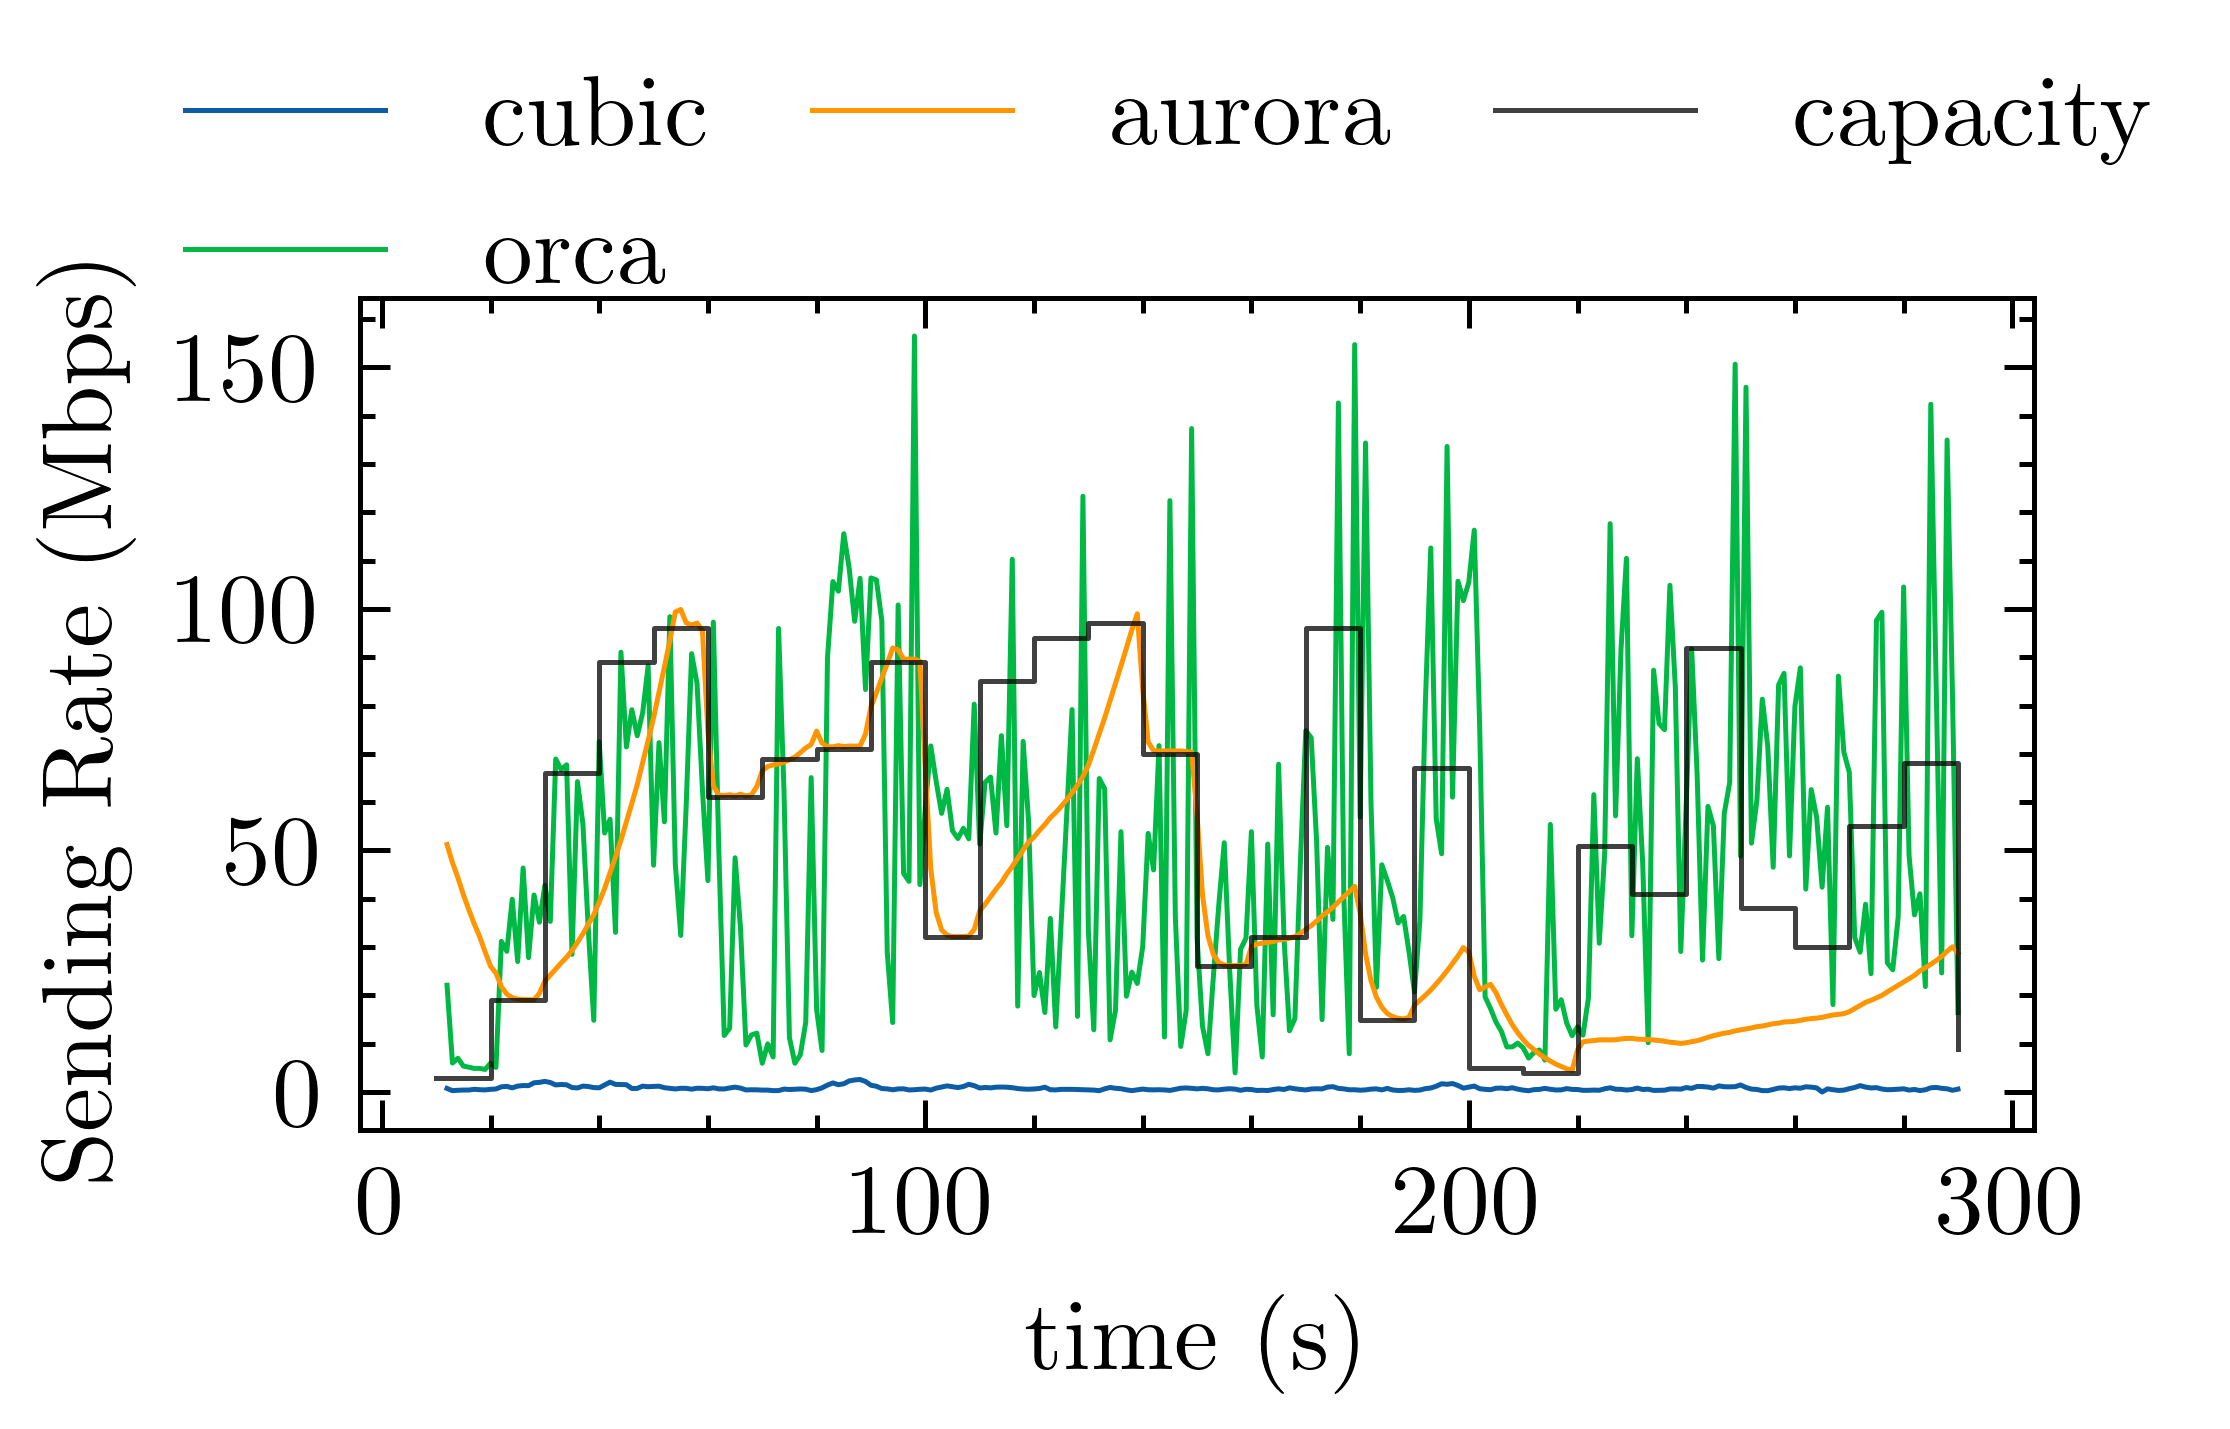 cubic aurora capacity
orca
Sending Rate (Mbps)
150
100
50
0
0 100 200 300
time (s)